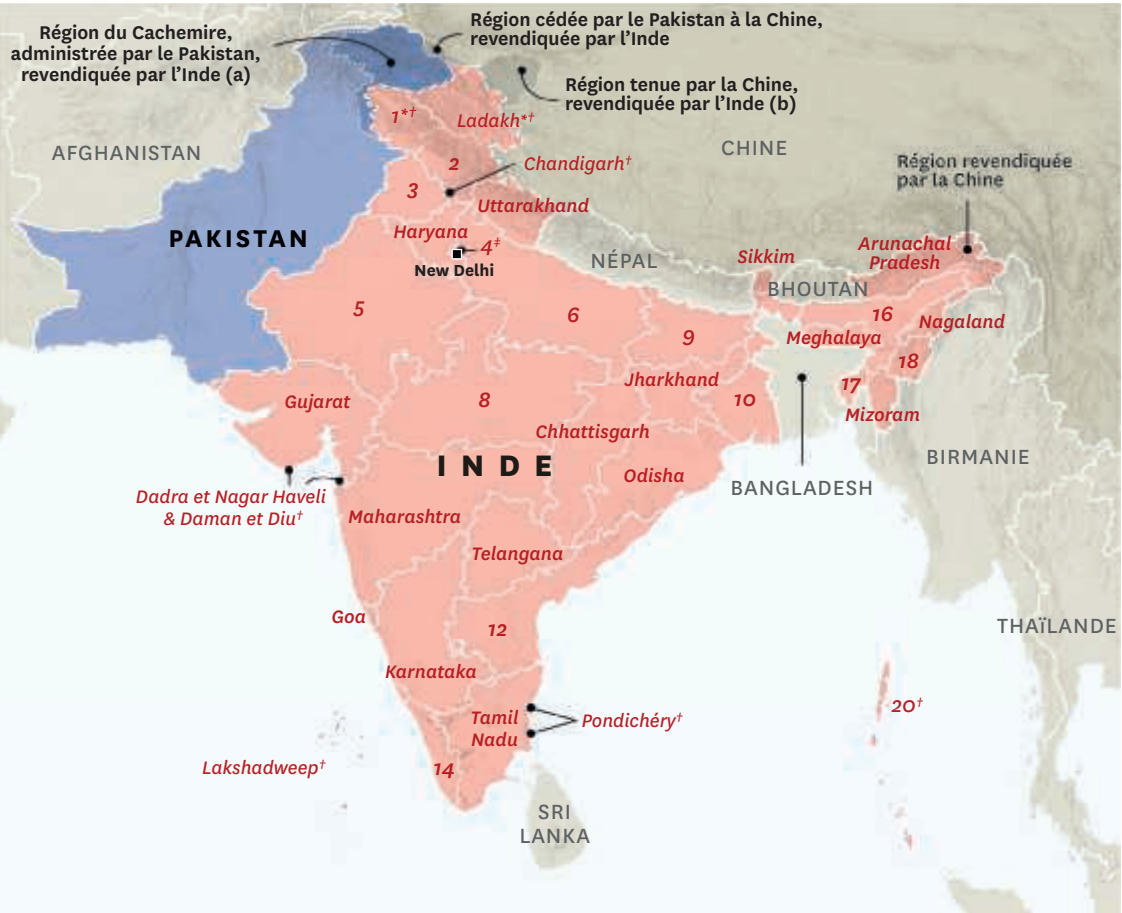 Région du Cachemire,
administrée par le Pakistan,
revendiquée par l'Inde (a)
Région cédée par le Pakistan à la Chine,
revendiquée par l'Inde
Région tenue par la Chine,
revendiquée par l'Inde (b)
1*†
Ladakh*†
AFGHANISTAN
CHINE
2
Chandigarh†
Région revendiquée
par la Chine
3
Uttarakhand
PAKISTAN
Haryana
4‡
New Delhi
NÉPAL
Sikkim
Arunachal
Pradesh
BHOUTAN
5
6
16
Nagaland
9
Meghalaya
18
Jharkhand
17
Gujarat
8
10
Mizoram
Chhattisgarh
INDE
Odisha
BIRMANIE
BANGLADESH
Dadra et Nagar Haveli
& Daman et Diu†
Maharashtra
Telangana
Goa
12
THAÏLANDE
Karnataka
20†
Tamil
Nadu
Pondichéry†
Lakshadweep†
14
SRI
LANKA